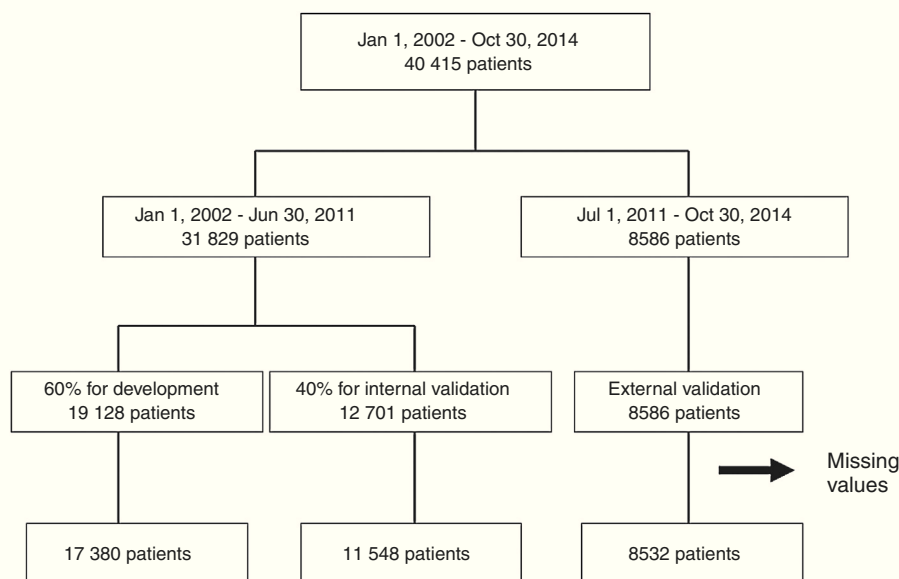 Jan 1, 2002 - Oct 30, 2014
40 415 patients
Jan 1, 2002 - Jun 30, 2011
31 829 patients
Jul 1, 2011 - Oct 30, 2014
8586 patients
60% for development
19 128 patients
40% for internal validation
12 701 patients
External validation
8586 patients
Missing
values
17 380 patients
11 548 patients
8532 patients